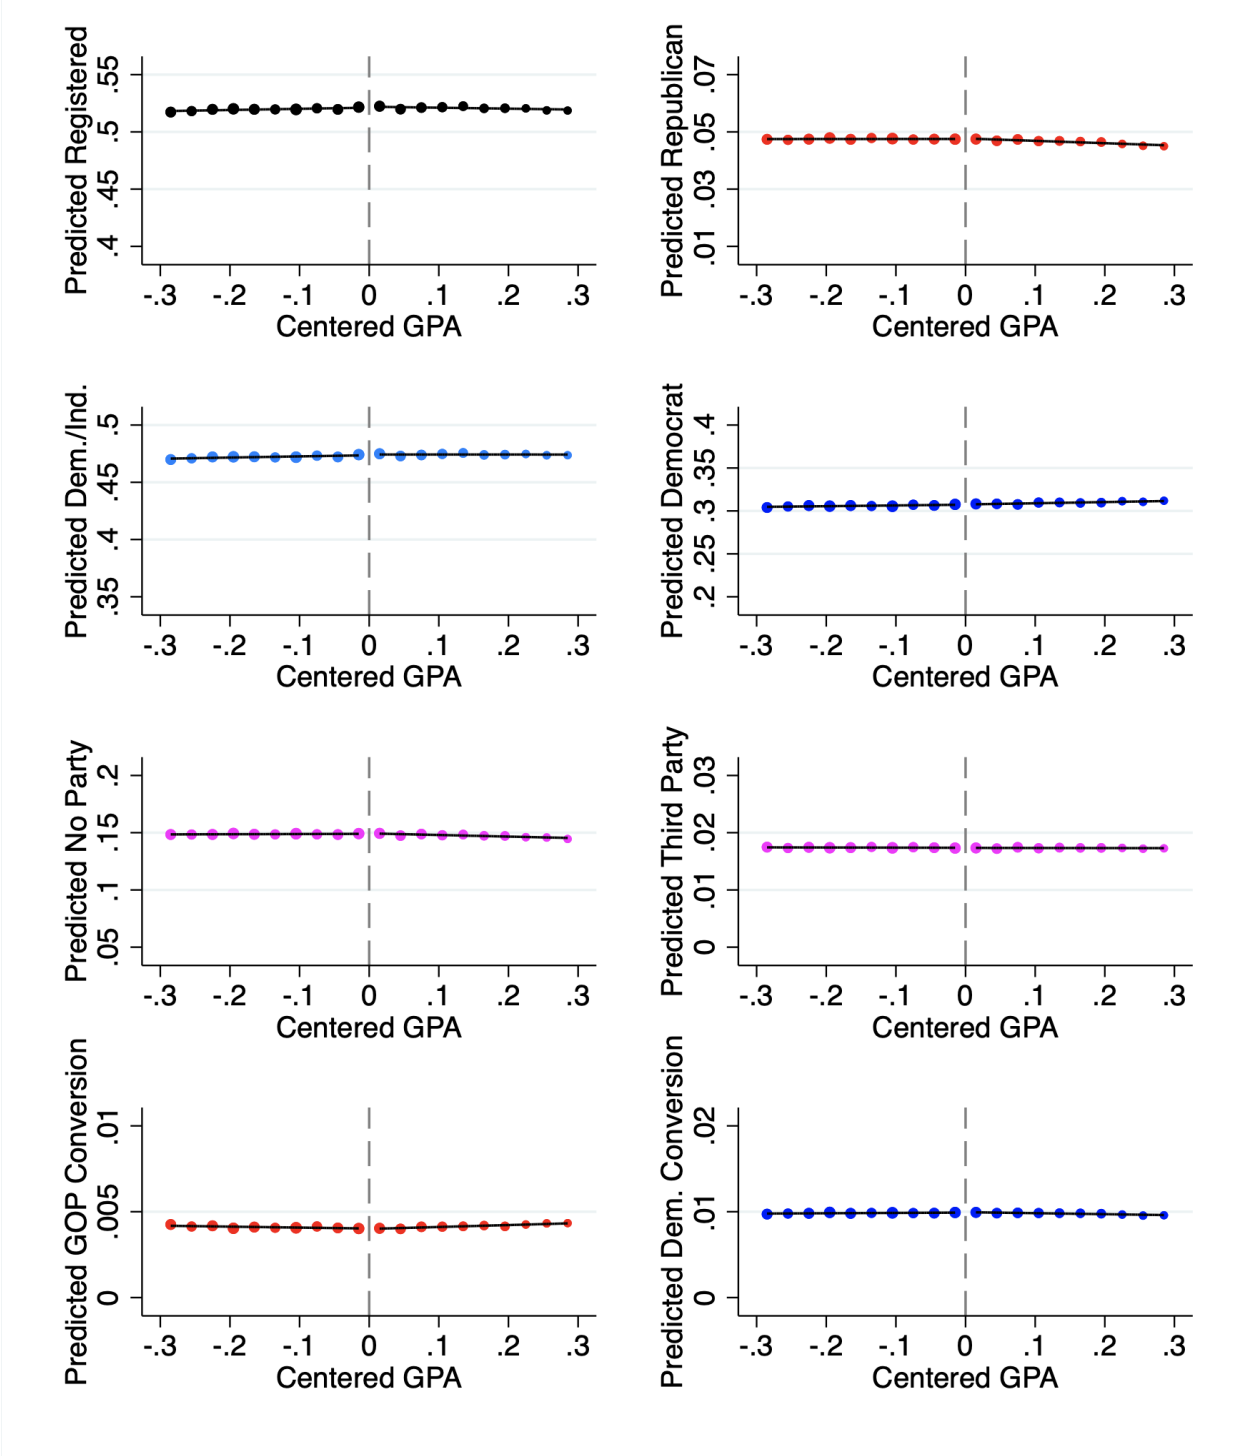 Predicted Registered
.55
.5
.45
.4
-.3 -.2 -.1 0 .1 .2 .3
Centered GPA
Predicted Republican
.07
.05
.03
.01
-.3 -.2 -.1 0 .1 .2 .3
Centered GPA
Predicted Dem./Ind.
.5
.45
.4
.35
-.3 -.2 -.1 0 .1 .2 .3
Centered GPA
Predicted Democrat
.4
.35
.3
.25
.2
-.3 -.2 -.1 0 .1 .2 .3
Centered GPA
Predicted No Party
.2
.15
.1
.05
-.3 -.2 -.1 0 .1 .2 .3
Centered GPA
Predicted Third Party
.03
.02
.01
0
-.3 -.2 -.1 0 .1 .2 .3
Centered GPA
Predicted GOP Conversion
.01
.005
0
-.3 -.2 -.1 0 .1 .2 .3
Centered GPA
Predicted Dem. Conversion
.02
.01
0
-.3 -.2 -.1 0 .1 .2 .3
Centered GPA